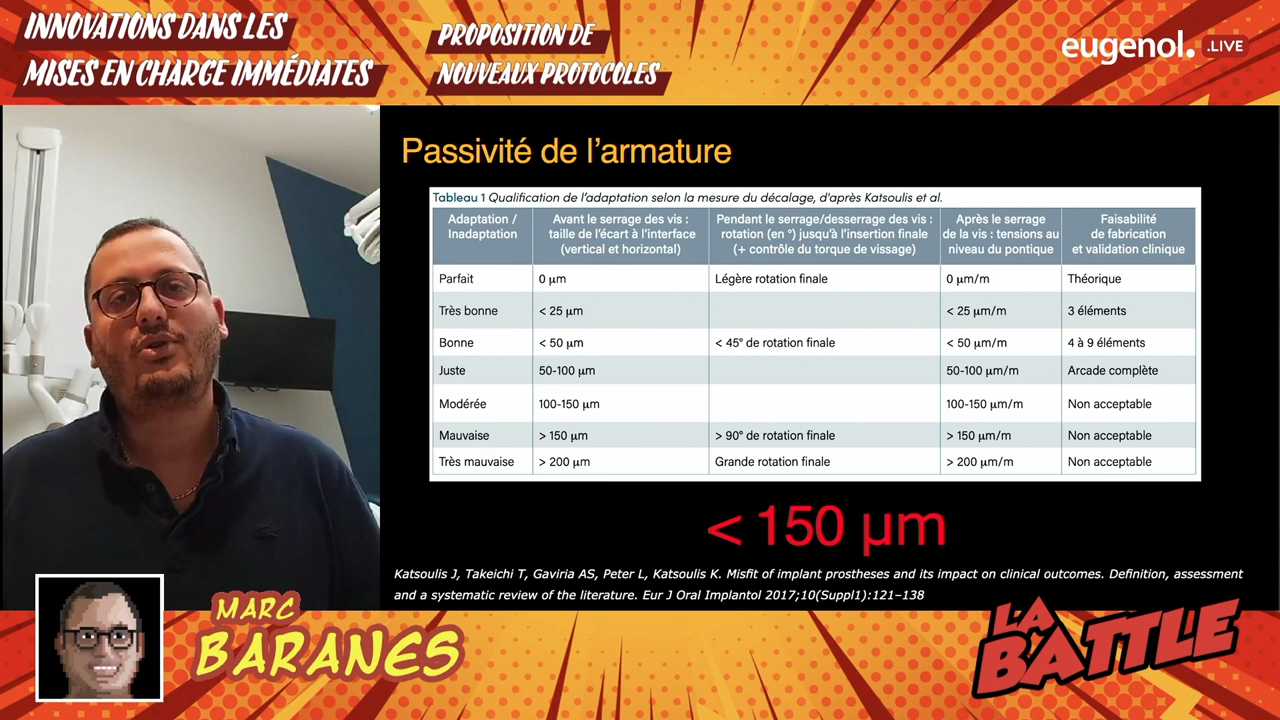 INNOVATIONS DANS LES
MISES EN CHARGE IMMÉDIATES
PROPOSITION DE
NOUVEAUX PROTOCOLES
eugenol. .LIVE
Passivité de l'armature
Tableau 1 Qualification de l'adaptation selon la mesure du décalage, d'après Katsoulis et al.
Adaptation / Inadaptation
Avant le serrage des vis : taille de l'écart à l'interface (vertical et horizontal)
Pendant le serrage/desserrage des vis : rotation (en °) jusqu'à l'insertion finale (+ contrôle du torque de vissage)
Après le serrage de la vis : tensions au niveau du pontique
Faisabilité de fabrication et validation clinique
Parfait 0 µm Légère rotation finale 0 µm/m Théorique
Très bonne < 25 µm < 25 µm/m 3 éléments
Bonne < 50 µm < 45° de rotation finale < 50 µm/m 4 à 9 éléments
Juste 50-100 µm 50-100 µm/m Arcade complète
Modérée 100-150 µm 100-150 µm/m Non acceptable
Mauvaise > 150 µm > 90° de rotation finale > 150 µm/m Non acceptable
Très mauvaise > 200 µm Grande rotation finale > 200 µm/m Non acceptable
< 150 µm
Katsoulis J, Takeichi T, Gaviria AS, Peter L, Katsoulis K. Misfit of implant prostheses and its impact on clinical outcomes. Definition, assessment
and a systematic review of the literature. Eur J Oral Implantol 2017;10(Suppl1):121–138
MARC
BARANES
LA
BATTLE